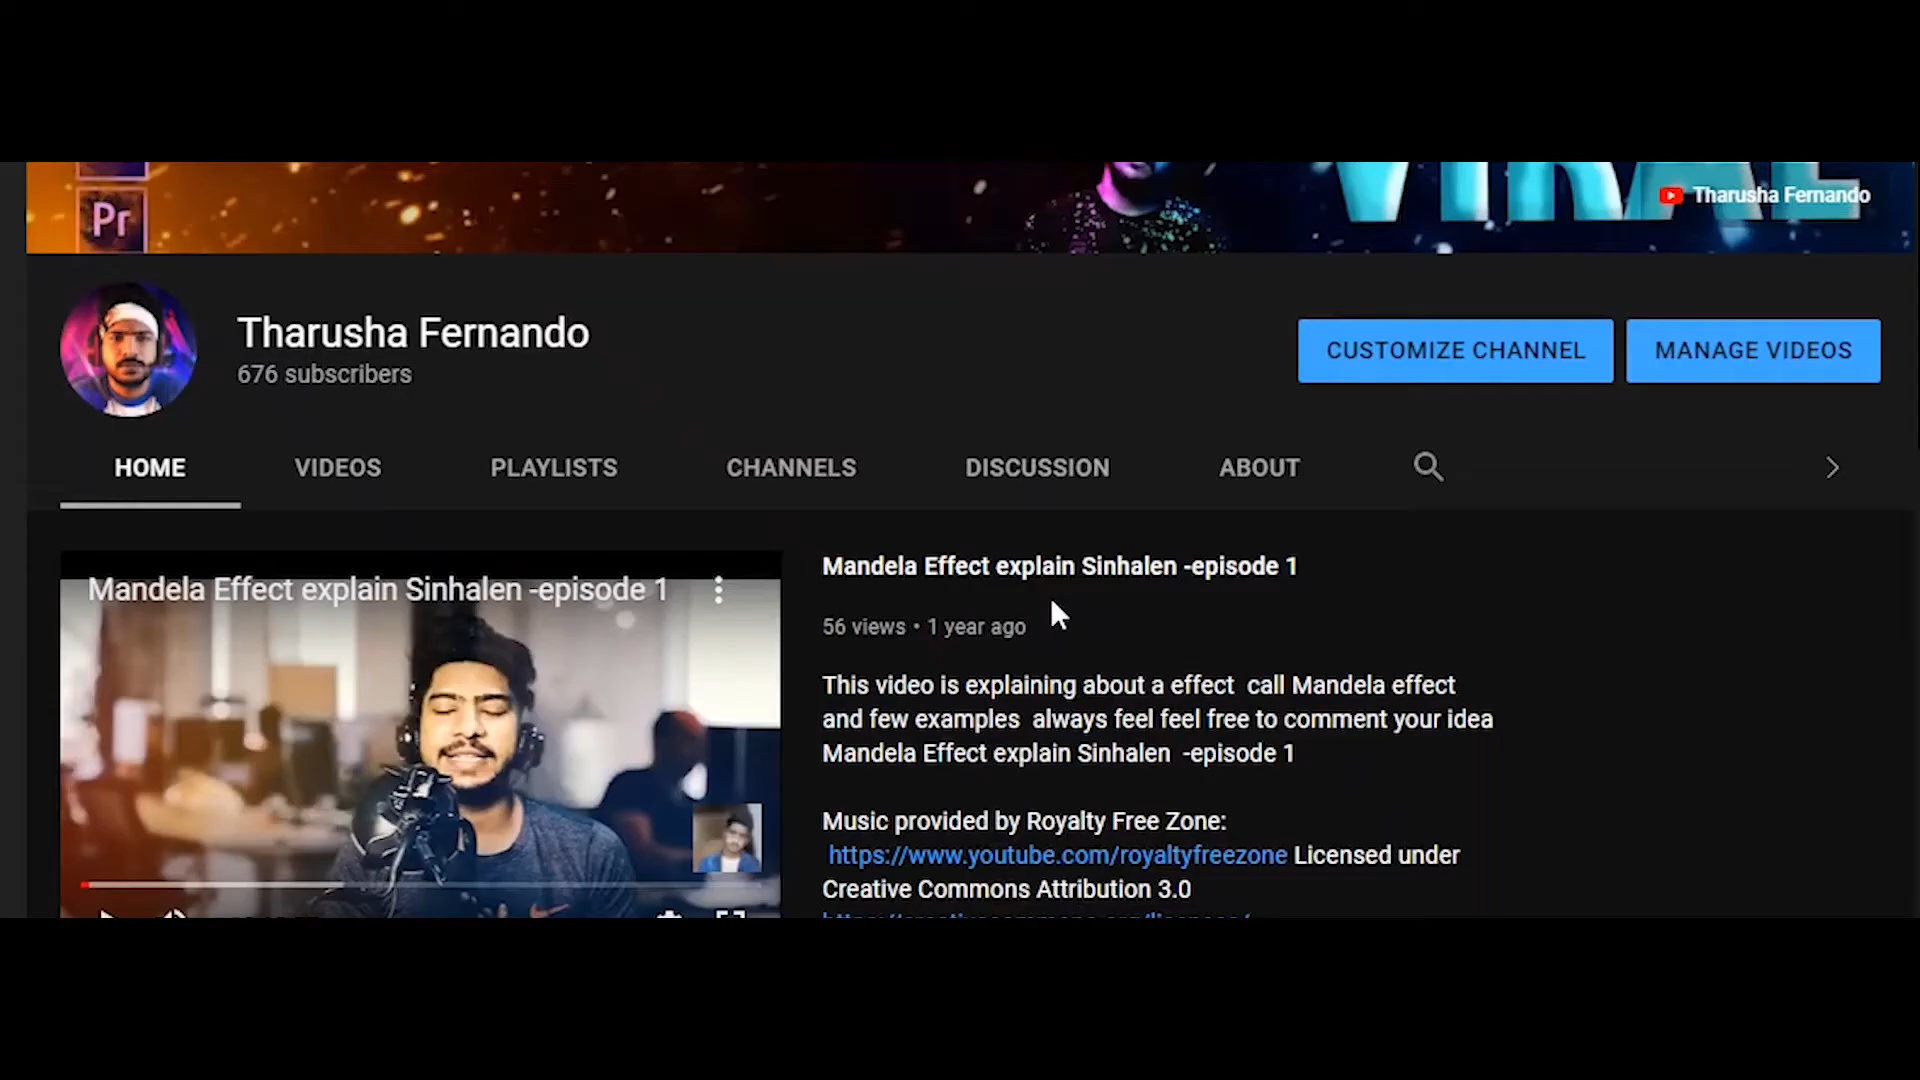 Pr
VIRAL
Tharusha Fernando
Tharusha Fernando
676 subscribers
CUSTOMIZE CHANNEL
MANAGE VIDEOS
HOME
VIDEOS
PLAYLISTS
CHANNELS
DISCUSSION
ABOUT
Mandela Effect explain Sinhalen -episode 1
Mandela Effect explain Sinhalen -episode 1
56 views • 1 year ago
This video is explaining about a effect  call Mandela effect
and few examples  always feel feel free to comment your idea
Mandela Effect explain Sinhalen  -episode 1
Music provided by Royalty Free Zone:
https://www.youtube.com/royaltyfreezone Licensed under
Creative Commons Attribution 3.0